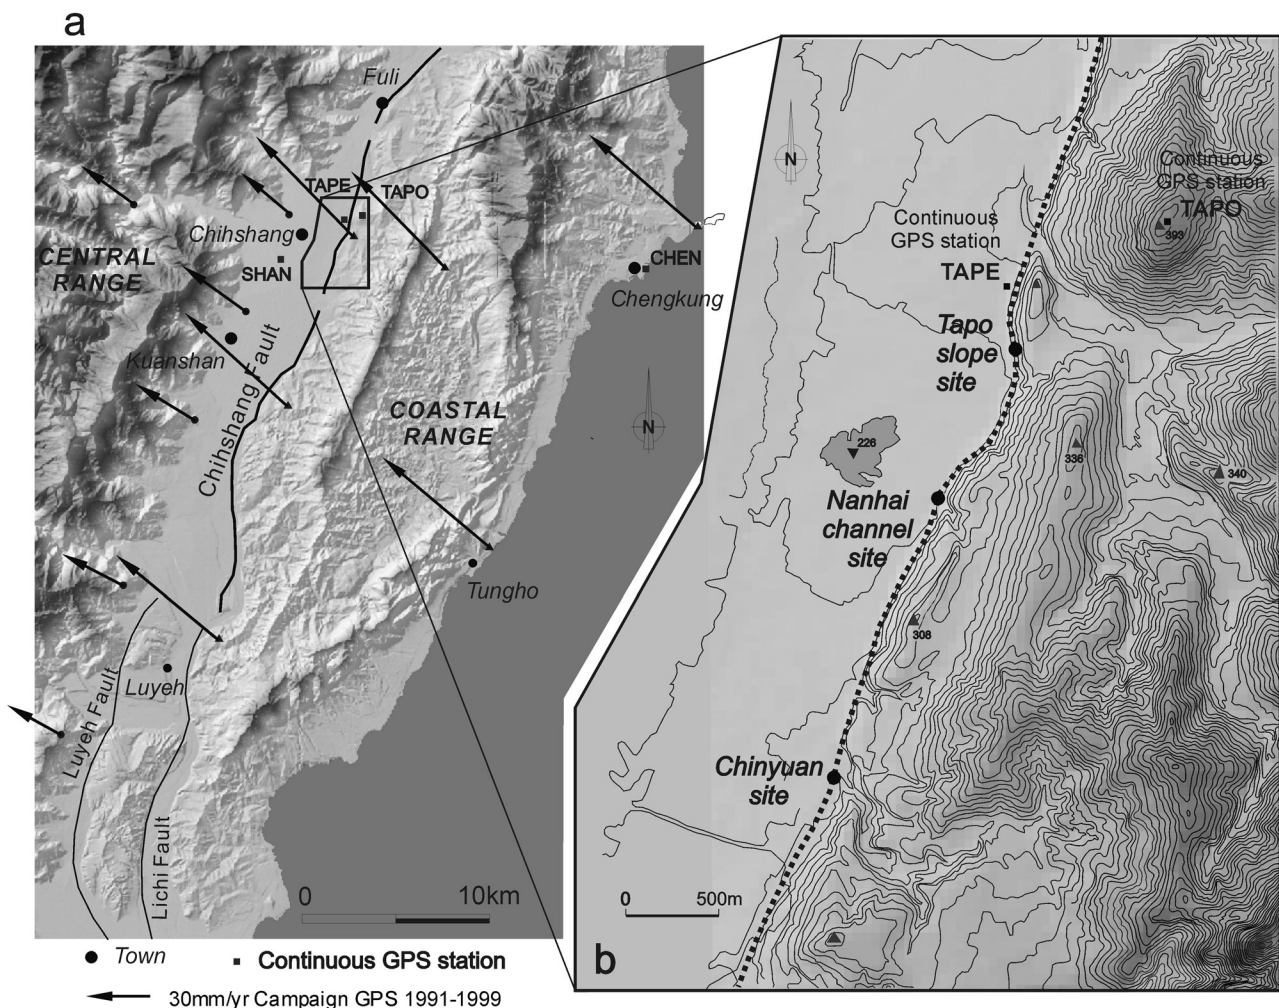 a
Fuli
TAPE
TAPO
Chihshang
SHAN
CENTRAL
RANGE
CHEN
Chengkung
Kuanshan
Chihshang Fault
COASTAL
RANGE
N
Tungho
Luyeh
Luyeh Fault
Lichi Fault
0 10km
Town
Continuous GPS station
30mm/yr Campaign GPS 1991-1999
N
Continuous
GPS station
TAPO
393
Continuous
GPS station
TAPE
Tapo
slope
site
226
336
340
Nanhai
channel
site
308
Chinyuan
site
0 500m
b